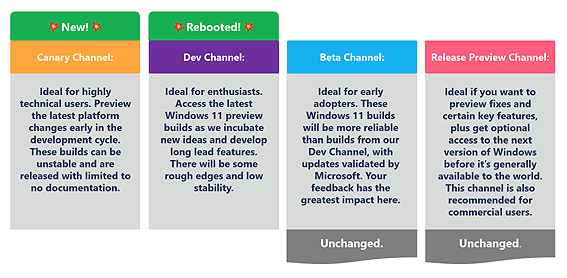 💥 New! 💥
Canary Channel:
Ideal for highly
technical users. Preview
the latest platform
changes early in the
development cycle.
These builds can be
unstable and are
released with limited to
no documentation.
💥 Rebooted! 💥
Dev Channel:
Ideal for enthusiasts.
Access the latest
Windows 11 preview
builds as we incubate
new ideas and develop
long lead features.
There will be some
rough edges and low
stability.
Beta Channel:
Ideal for early
adopters. These
Windows 11 builds
will be more reliable
than builds from our
Dev Channel, with
updates validated by
Microsoft. Your
feedback has the
greatest impact here.
Unchanged.
Release Preview Channel:
Ideal if you want to
preview fixes and
certain key features,
plus get optional
access to the next
version of Windows
before it’s generally
available to the world.
This channel is also
recommended for
commercial users.
Unchanged.